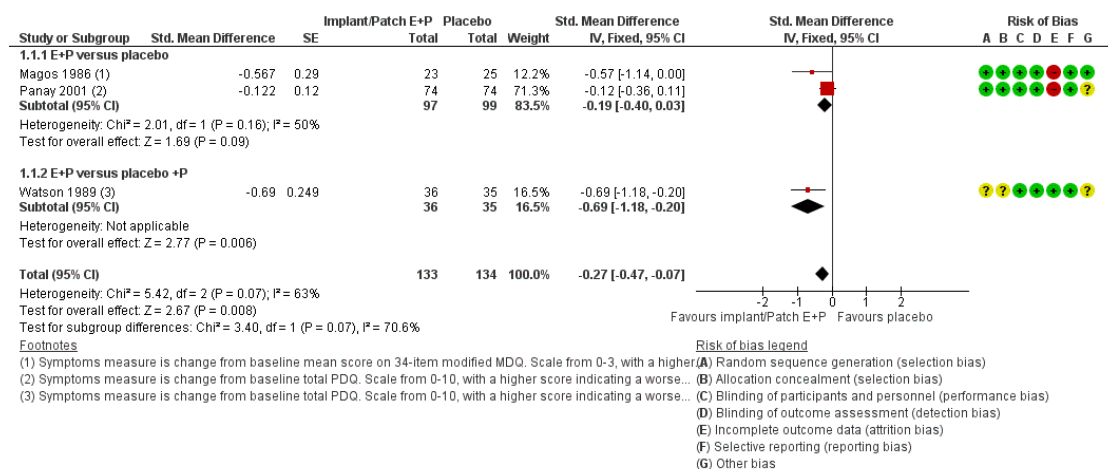 Implant/Patch E+P Placebo Std. Mean Difference Std. Mean Difference Risk of Bias
Study or Subgroup Std. Mean Difference SE Total Total Weight IV, Fixed, 95% CI IV, Fixed, 95% CI A B C D E F G
1.1.1 E+P versus placebo
Magos 1986 (1) -0.567 0.29 23 25 12.2% -0.57 [-1.14, 0.00] + + + + - + +
Panay 2001 (2) -0.122 0.12 74 74 71.3% -0.12 [-0.36, 0.11] + + + + - + ?
Subtotal (95% CI) 97 99 83.5% -0.19 [-0.40, 0.03]
Heterogeneity: Chi² = 2.01, df = 1 (P = 0.16); I² = 50%
Test for overall effect: Z = 1.69 (P = 0.09)
1.1.2 E+P versus placebo +P
Watson 1989 (3) -0.69 0.249 36 35 16.5% -0.69 [-1.18, -0.20] ? ? + + + + ?
Subtotal (95% CI) 36 35 16.5% -0.69 [-1.18, -0.20]
Heterogeneity: Not applicable
Test for overall effect: Z = 2.77 (P = 0.006)
Total (95% CI) 133 134 100.0% -0.27 [-0.47, -0.07]
Heterogeneity: Chi² = 5.42, df = 2 (P = 0.07); I² = 63%
Test for overall effect: Z = 2.67 (P = 0.008)
Test for subgroup differences: Chi² = 3.40, df = 1 (P = 0.07), I² = 70.6%
-2 -1 0 1 2
Favours implant/Patch E+P Favours placebo
Footnotes
(1) Symptoms measure is change from baseline mean score on 34-item modified MDQ. Scale from 0-3, with a higher...
(2) Symptoms measure is change from baseline total PDQ. Scale from 0-10, with a higher score indicating a worse...
(3) Symptoms measure is change from baseline total PDQ. Scale from 0-10, with a higher score indicating a worse...
Risk of bias legend
(A) Random sequence generation (selection bias)
(B) Allocation concealment (selection bias)
(C) Blinding of participants and personnel (performance bias)
(D) Blinding of outcome assessment (detection bias)
(E) Incomplete outcome data (attrition bias)
(F) Selective reporting (reporting bias)
(G) Other bias